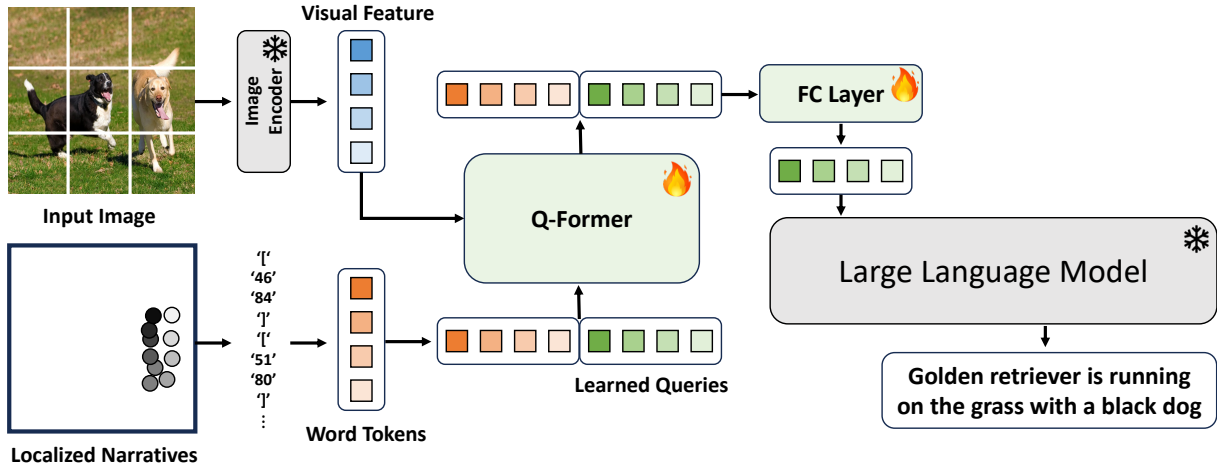 Visual Feature
Image
Encoder
Input Image
Q-Former
FC Layer
Large Language Model
Golden retriever is running
on the grass with a black dog
Learned Queries
'['
'46'
'84'
']'
'['
'51'
'80'
']'
⋮
Word Tokens
Localized Narratives